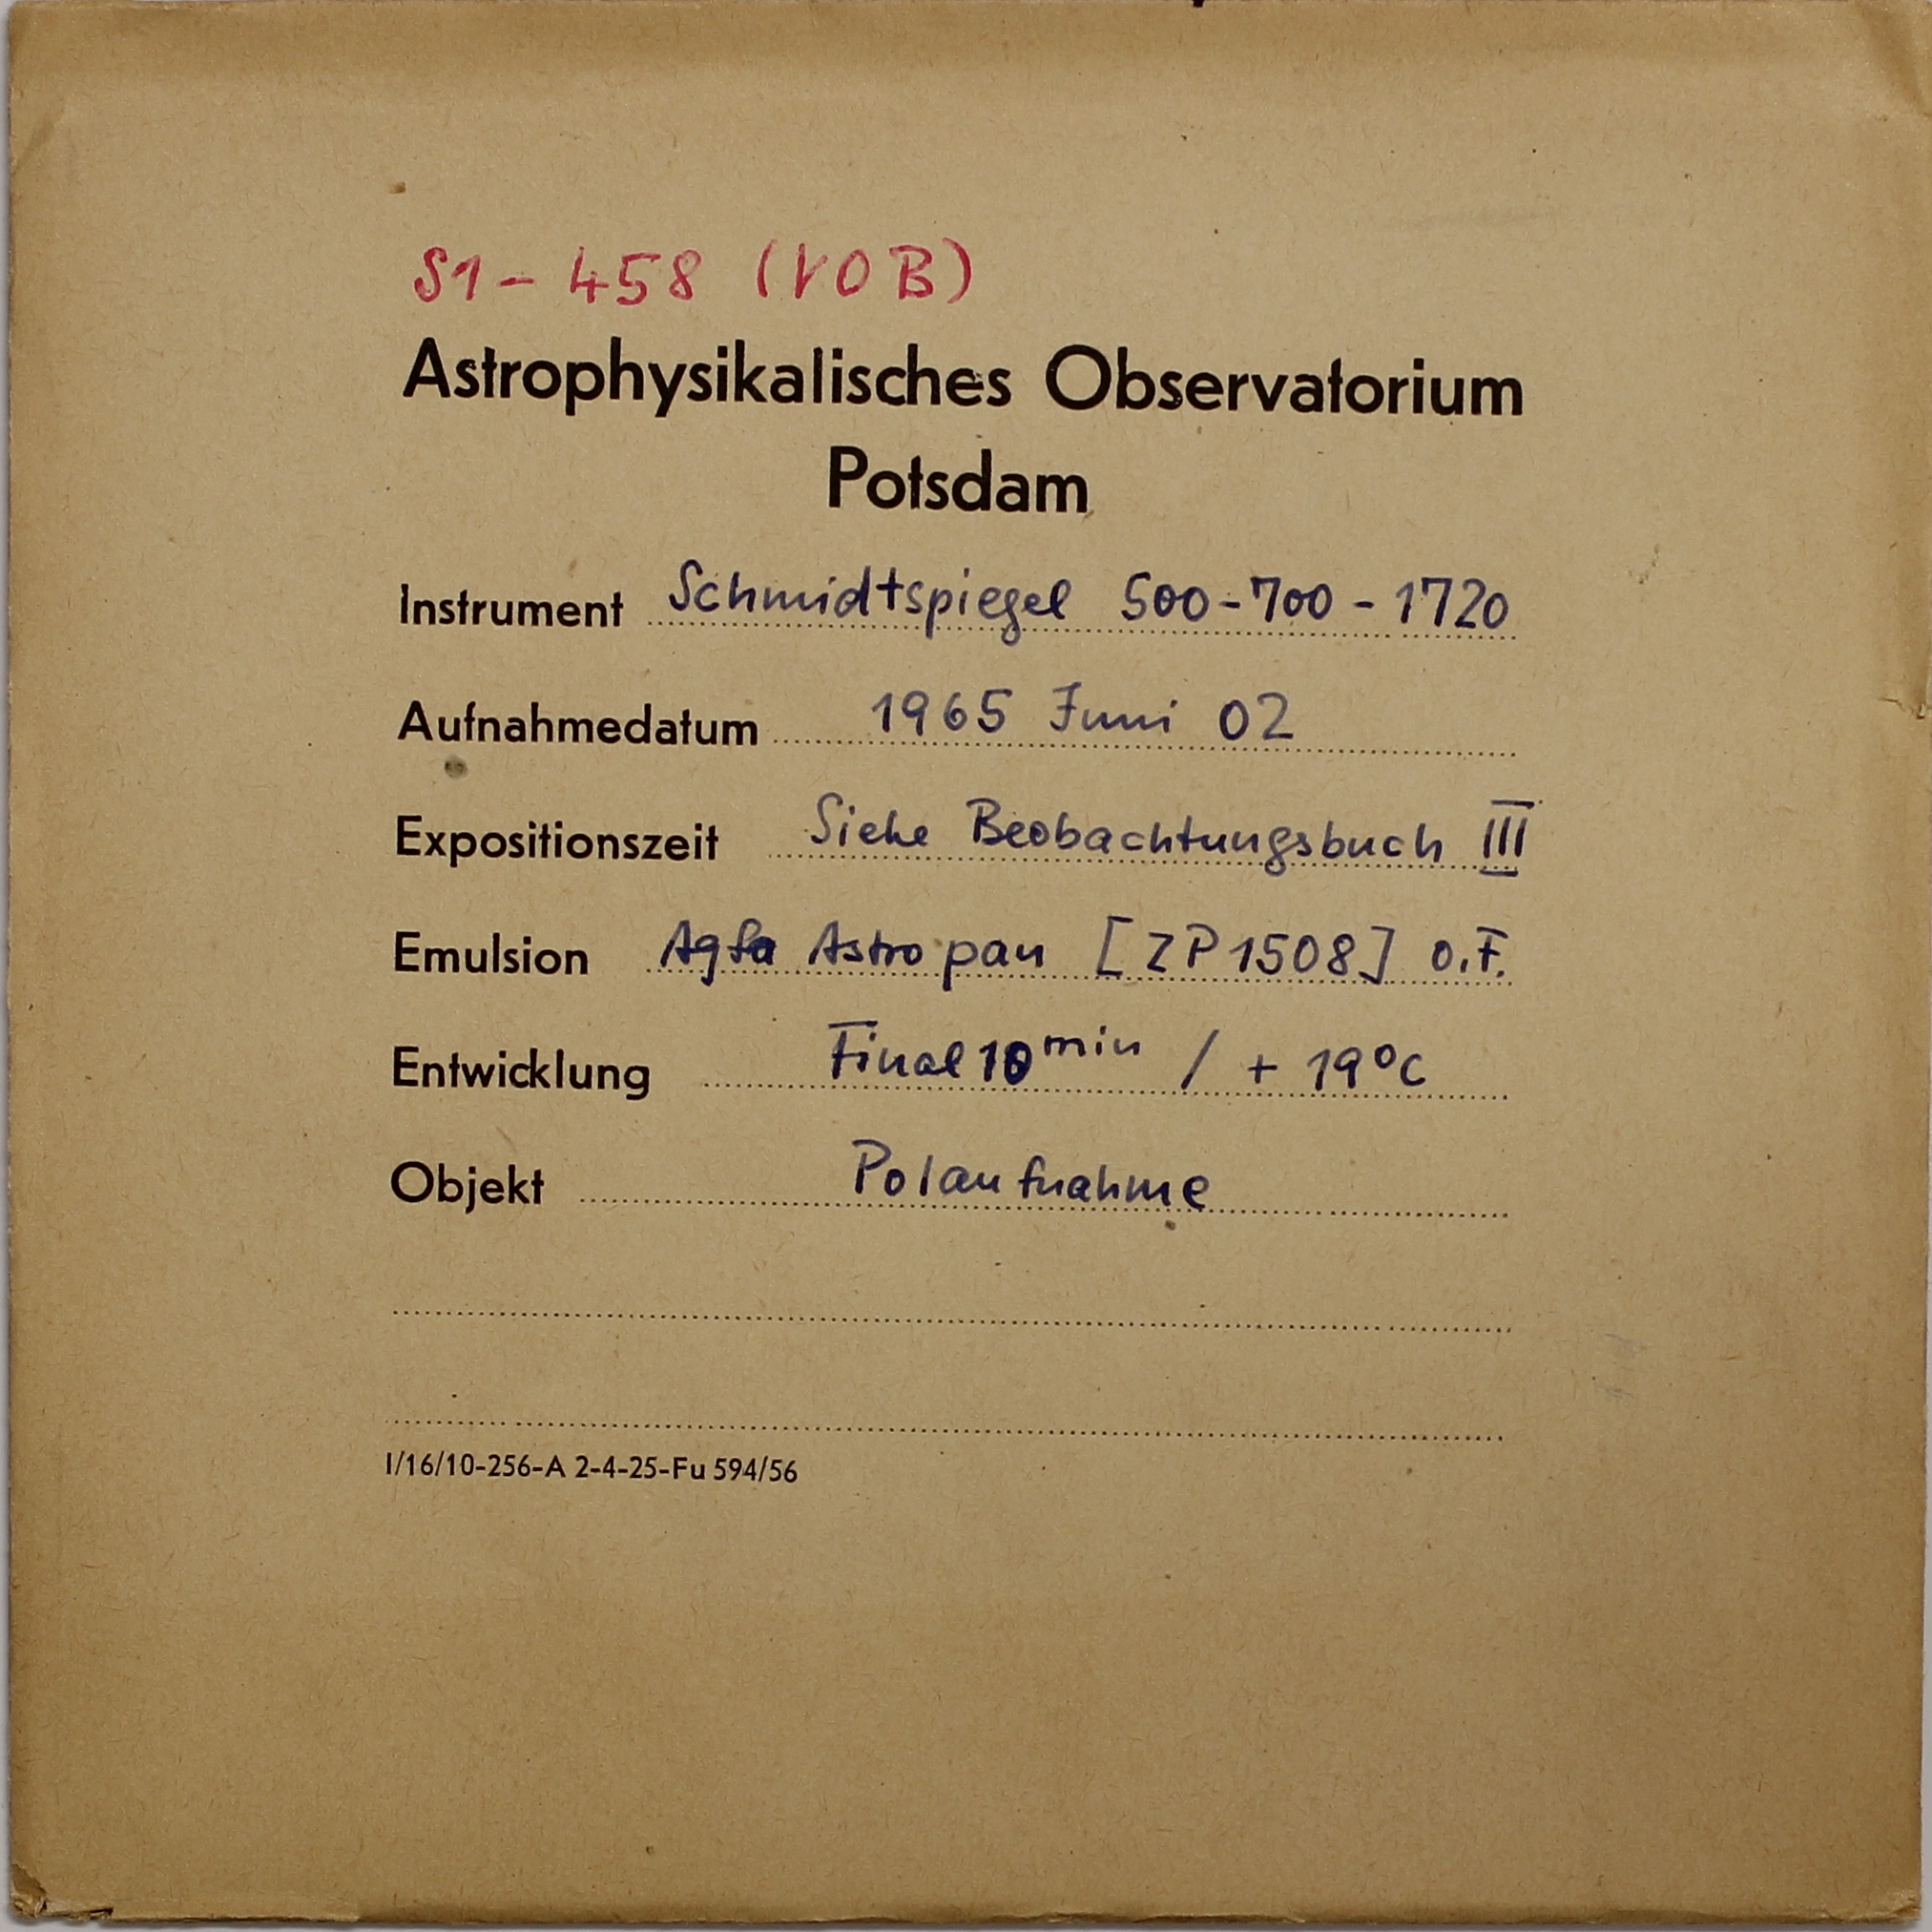 S1 - 458 (VOB)
Astrophysikalisches Observatorium
Potsdam
Instrument Schmidtspiegel 500-700-1720
Aufnahmedatum 1965 Juni 02
Expositionszeit Siehe Beobachtungsbuch III
Emulsion Agfa Astropan [ZP1508] o.F.
Entwicklung Final 10 min / + 19°C
Objekt Polaufnahme
I/16/10-256-A 2-4-25-Fu 594/56